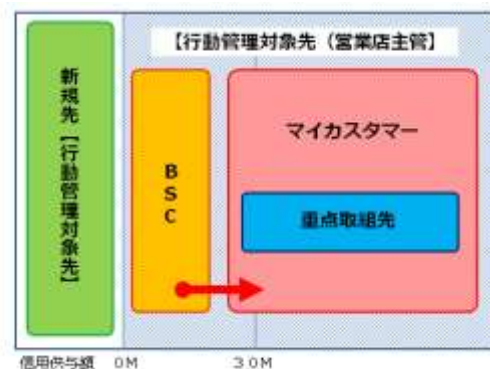 【行動管理対象先（営業店主管】
新規先【行動管理対象先】
BSC
マイカスタマー
重点取組先
信用供与額 0M 30M